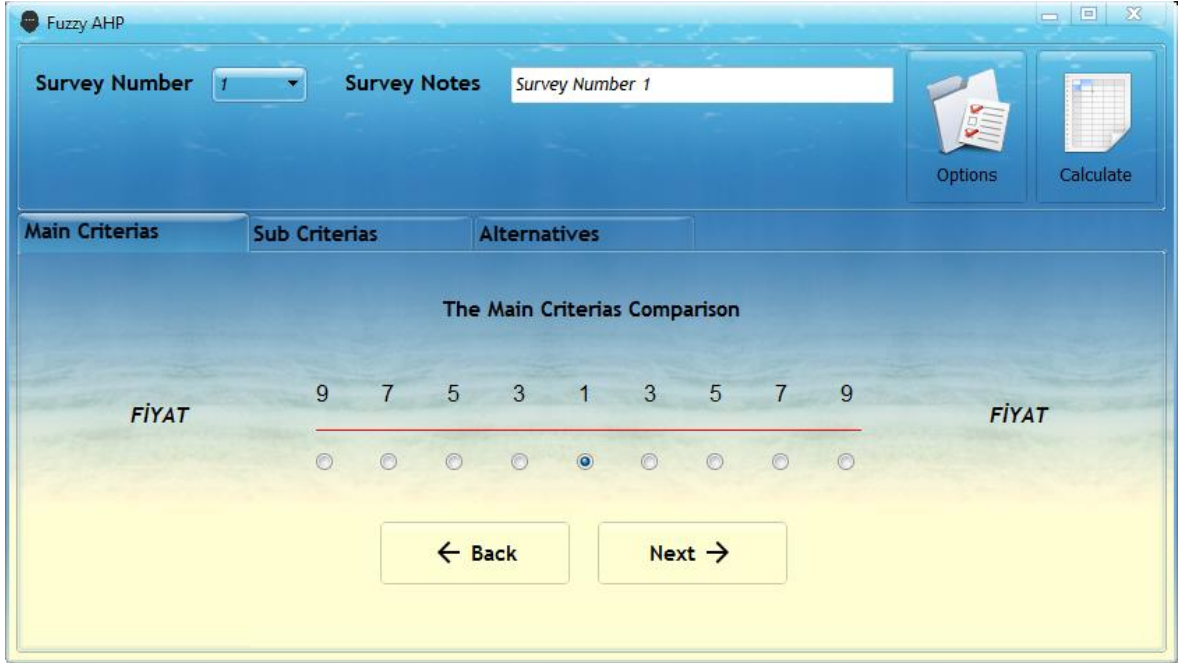 Fuzzy AHP
Survey Number 1 Survey Notes Survey Number 1
Options Calculate
Main Criterias Sub Criterias Alternatives
The Main Criterias Comparison
9 7 5 3 1 3 5 7 9
FİYAT FİYAT
← Back Next →